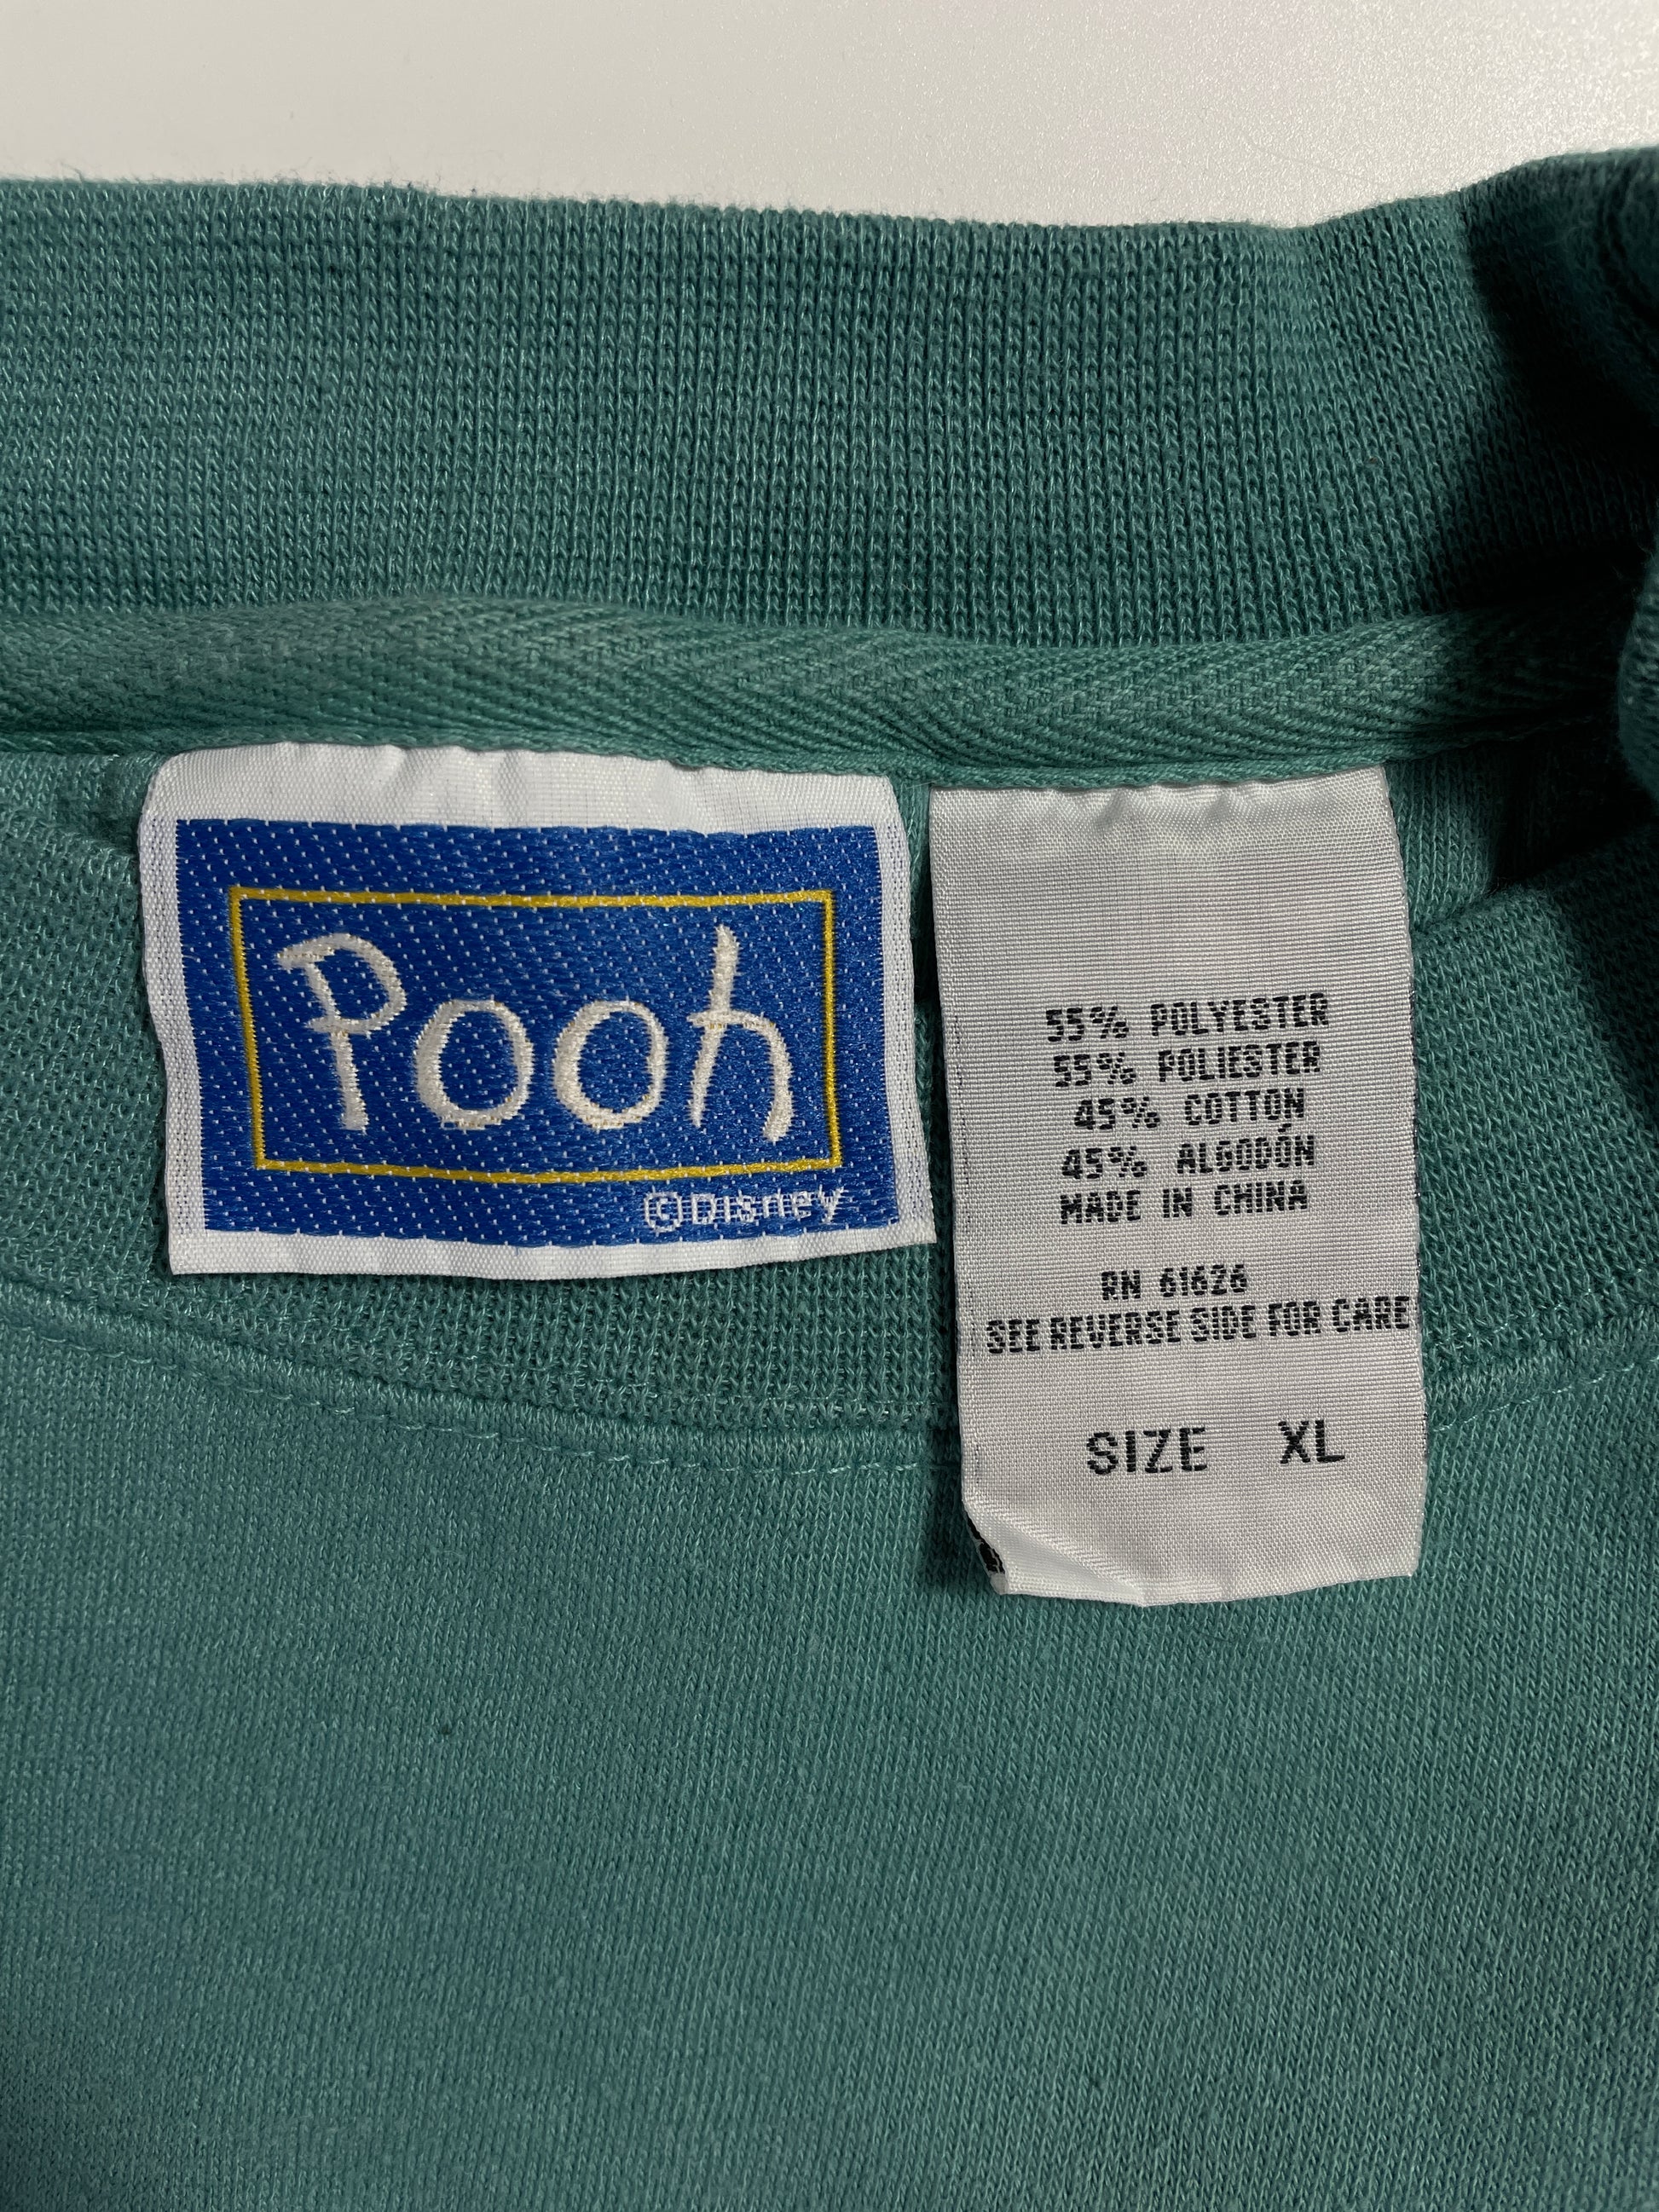 Pooh
©Disney
55% POLYESTER
55% POLIESTER
45% COTTON
45% ALGODÓN
MADE IN CHINA
RN 61626
SEE REVERSE SIDE FOR CARE
SIZE XL